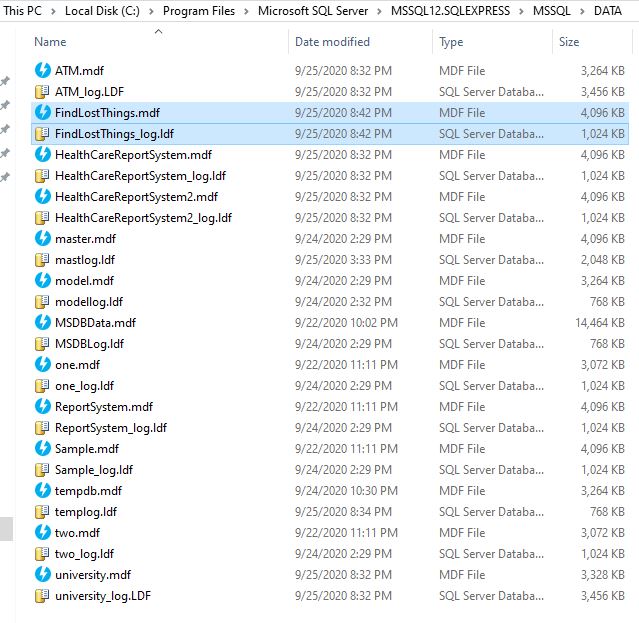 This PC > Local Disk (C:) > Program Files > Microsoft SQL Server > MSSQL12.SQLEXPRESS > MSSQL > DATA
Name Date modified Type Size
ATM.mdf 9/25/2020 8:32 PM MDF File 3,264 KB
ATM_log.LDF 9/25/2020 8:32 PM SQL Server Databa... 3,456 KB
FindLostThings.mdf 9/25/2020 8:42 PM MDF File 4,096 KB
FindLostThings_log.ldf 9/25/2020 8:42 PM SQL Server Databa... 1,024 KB
HealthCareReportSystem.mdf 9/25/2020 8:32 PM MDF File 4,096 KB
HealthCareReportSystem_log.ldf 9/25/2020 8:32 PM SQL Server Databa... 1,024 KB
HealthCareReportSystem2.mdf 9/25/2020 8:32 PM MDF File 4,096 KB
HealthCareReportSystem2_log.ldf 9/25/2020 8:32 PM SQL Server Databa... 1,024 KB
master.mdf 9/24/2020 2:29 PM MDF File 4,096 KB
mastlog.ldf 9/25/2020 3:33 PM SQL Server Databa... 2,048 KB
model.mdf 9/24/2020 2:29 PM MDF File 3,264 KB
modellog.ldf 9/24/2020 2:32 PM SQL Server Databa... 768 KB
MSDBData.mdf 9/22/2020 10:02 PM MDF File 14,464 KB
MSDBLog.ldf 9/24/2020 2:29 PM SQL Server Databa... 768 KB
one.mdf 9/22/2020 11:11 PM MDF File 3,072 KB
one_log.ldf 9/24/2020 2:29 PM SQL Server Databa... 1,024 KB
ReportSystem.mdf 9/22/2020 11:11 PM MDF File 4,096 KB
ReportSystem_log.ldf 9/24/2020 2:29 PM SQL Server Databa... 1,024 KB
Sample.mdf 9/22/2020 11:11 PM MDF File 4,096 KB
Sample_log.ldf 9/24/2020 2:29 PM SQL Server Databa... 1,024 KB
tempdb.mdf 9/24/2020 10:30 PM MDF File 3,264 KB
templog.ldf 9/25/2020 8:34 PM SQL Server Databa... 768 KB
two.mdf 9/22/2020 11:11 PM MDF File 3,072 KB
two_log.ldf 9/24/2020 2:29 PM SQL Server Databa... 1,024 KB
university.mdf 9/25/2020 8:32 PM MDF File 3,328 KB
university_log.LDF 9/25/2020 8:32 PM SQL Server Databa... 3,456 KB